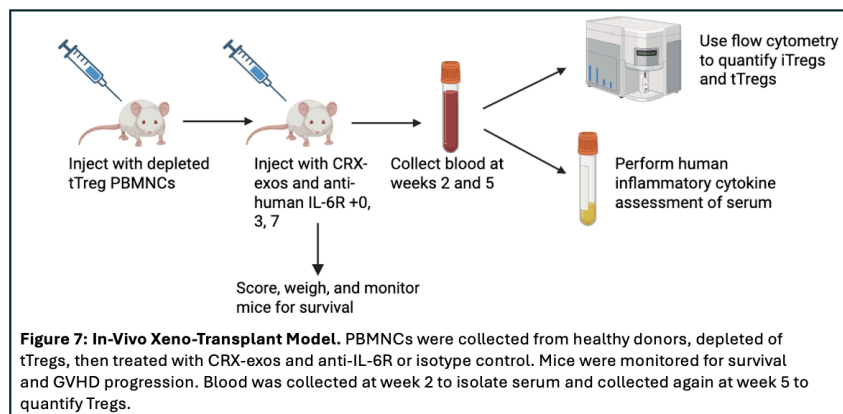 Inject with depleted
tTreg PBMNCs
Inject with CRX-
exos and anti-
human IL-6R +0,
3, 7
Collect blood at
weeks 2 and 5
Use flow cytometry
to quantify iTregs
and tTregs
Perform human
inflammatory cytokine
assessment of serum
Score, weigh, and monitor
mice for survival
Figure 7: In-Vivo Xeno-Transplant Model. PBMNCs were collected from healthy donors, depleted of
tTregs, then treated with CRX-exos and anti-IL-6R or isotype control. Mice were monitored for survival
and GVHD progression. Blood was collected at week 2 to isolate serum and collected again at week 5 to
quantify Tregs.